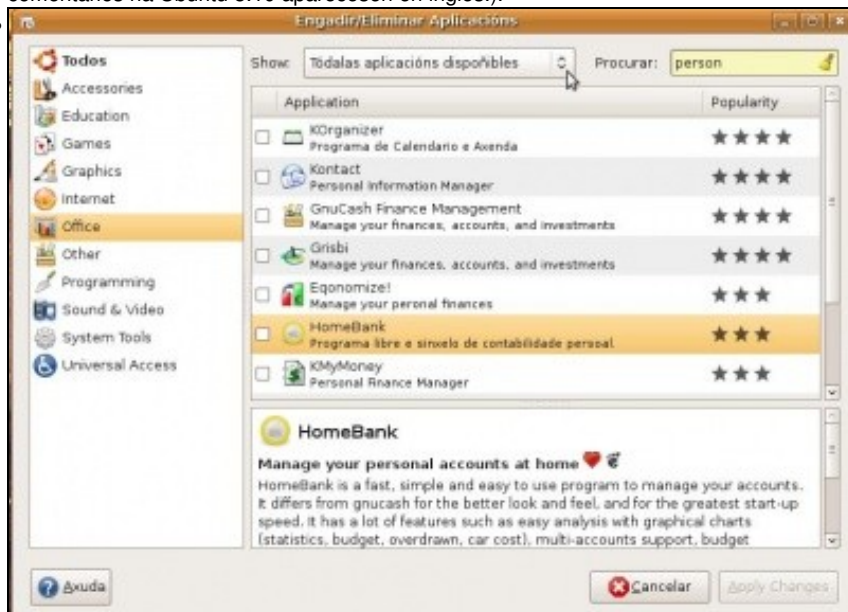 comentarios na Ubuntu 8.10 aparecesen en inglés.).
Engadir/Eliminar Aplicacións
Todos
Accessories
Education
Games
Graphics
Internet
Office
Other
Programming
Sound & Video
System Tools
Universal Access
Show: Tódalas aplicacións dispoñibles
Procurar: person
Application Popularity
KOrganizer
Programa de Calendario e Axenda
Kontact
Personal Information Manager
GnuCash Finance Management
Manage your finances, accounts, and investments
Grisbi
Manage your finances, accounts, and investments
Eqonomize!
Manage your peronal finances
HomeBank
Programa libre e sinxelo de contabilidade persoal
KMyMoney
Personal Finance Manager
HomeBank
Manage your personal accounts at home
HomeBank is a fast, simple and easy to use program to manage your accounts.
It differs from gnucash for the better look and feel, and for the greatest start-up
speed. It has a lot of features such as easy analysis with graphical charts
(statistics, budget, overdrawn, car cost), multi-accounts support, budget
Axuda
Cancelar
Apply Changes